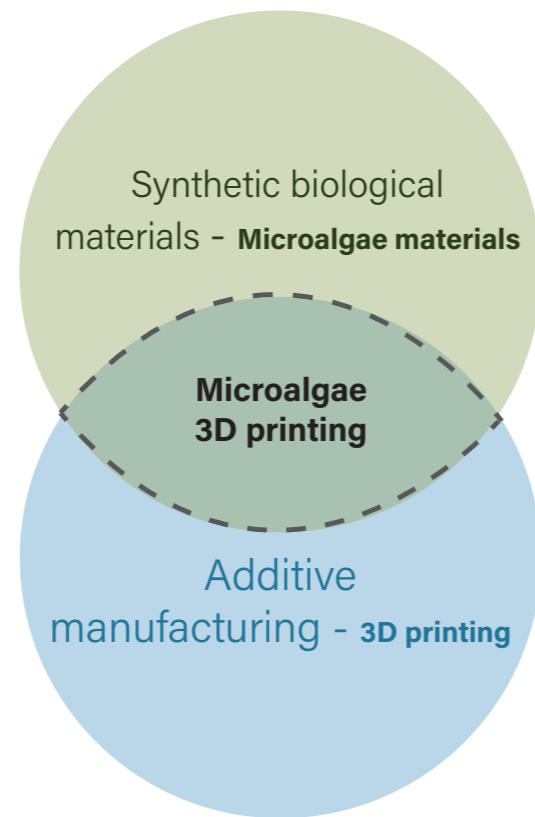 Synthetic biological
materials - Microalgae materials
Microalgae
3D printing
Additive
manufacturing - 3D printing